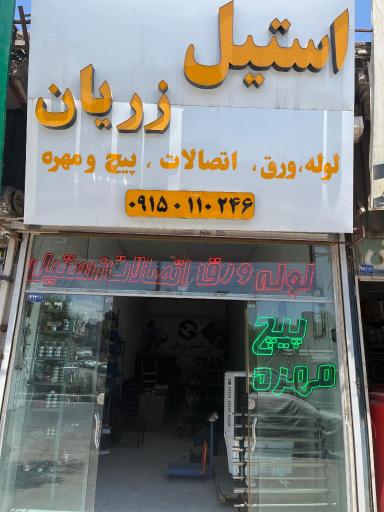 استیل
زریان
لوله،ورق، اتصالات ، پیچ و مهره
۰۹۱۵۰۱۱۰۲۴۶
لوله ورق اتصالات استیل
پیچ
مهره